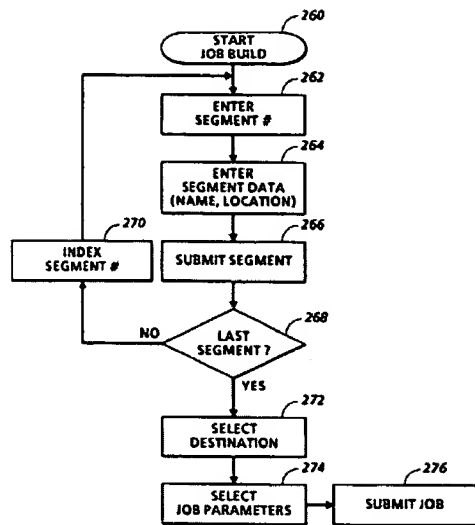 260
START
JOB BUILD
262
ENTER
SEGMENT #
264
ENTER
SEGMENT DATA
(NAME, LOCATION)
270
INDEX
SEGMENT #
266
SUBMIT SEGMENT
268
LAST
SEGMENT ?
NO
YES
272
SELECT
DESTINATION
274
SELECT
JOB PARAMETERS
276
SUBMIT JOB